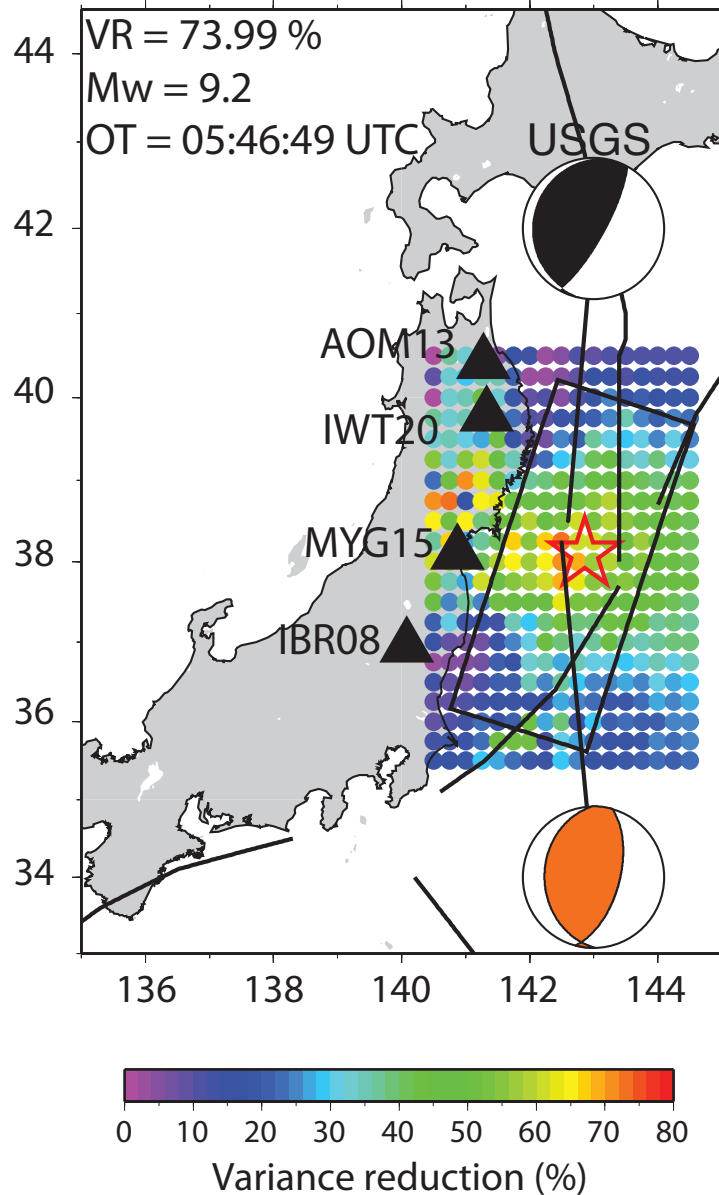 VR = 73.99 %
Mw = 9.2
OT = 05:46:49 UTC
USGS
AOM13
IWT20
MYG15
IBR08
44
42
40
38
36
34
136 138 140 142 144
0 10 20 30 40 50 60 70 80
Variance reduction (%)